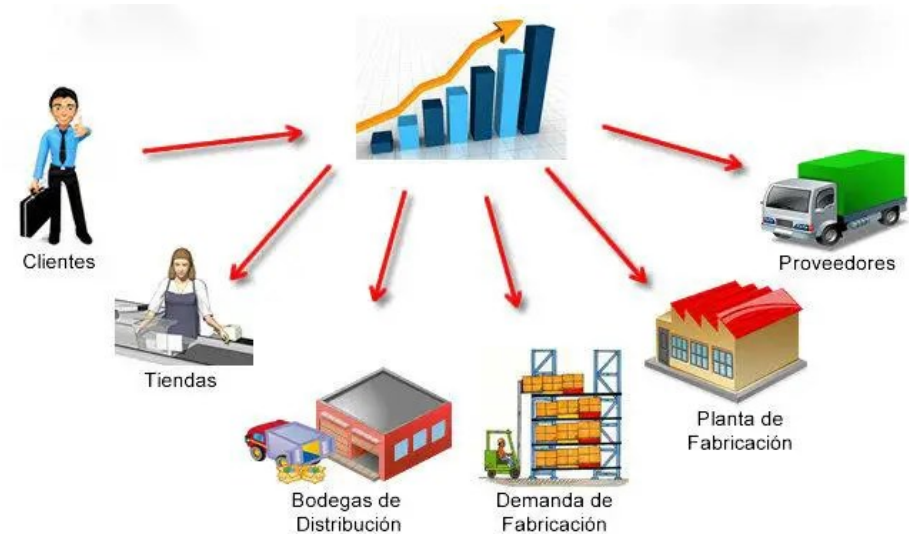 Clientes
Proveedores
Tiendas
Planta de
Fabricación
Bodegas de
Distribución
Demanda de
Fabricación